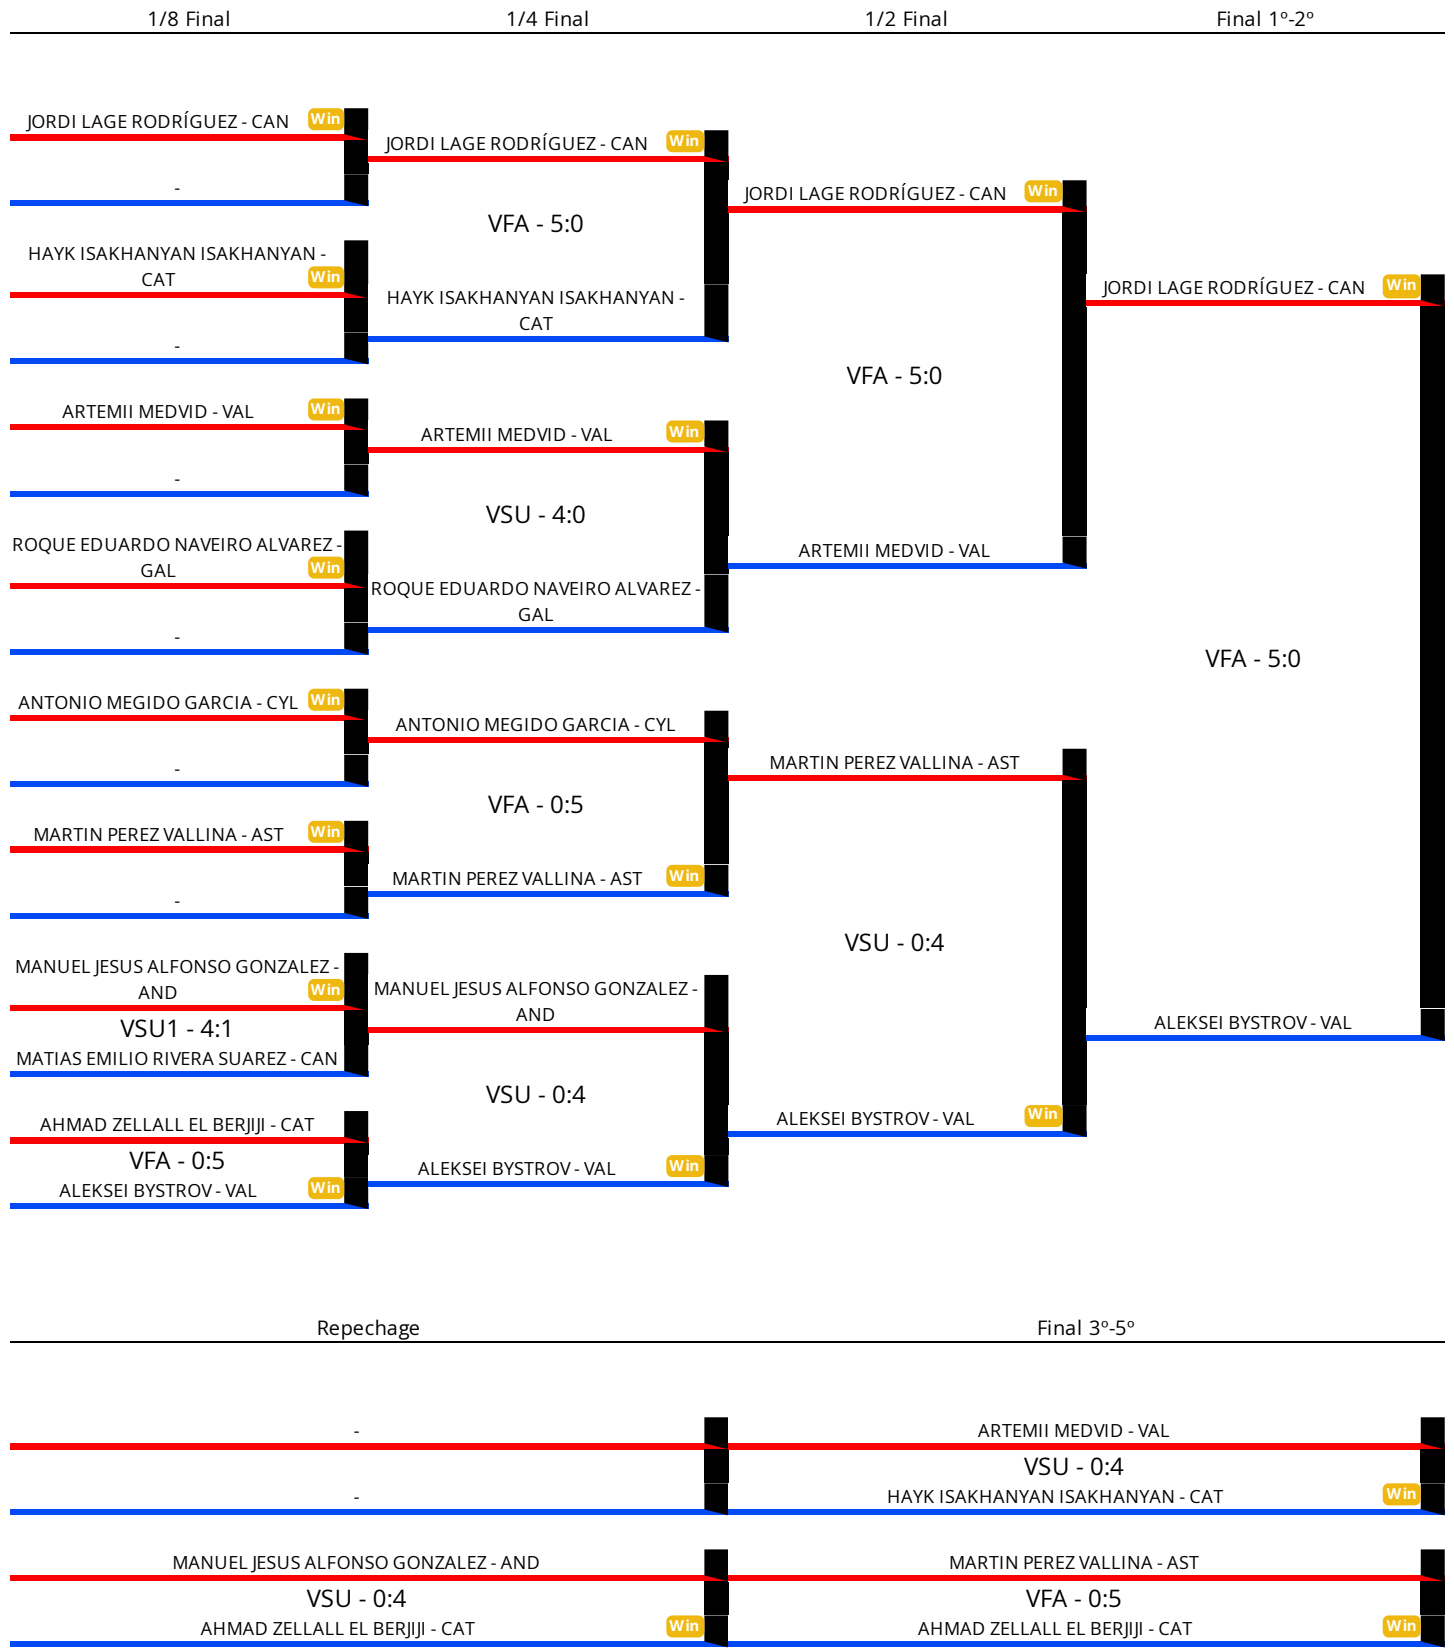 1/8 Final
1/4 Final
1/2 Final
Final 1º-2º
JORDI LAGE RODRÍGUEZ - CAN
Win
-
HAYK ISAKHANYAN ISAKHANYAN -
CAT
Win
-
ARTEMII MEDVID - VAL
Win
-
ROQUE EDUARDO NAVEIRO ALVAREZ -
GAL
Win
-
ANTONIO MEGIDO GARCIA - CYL
Win
-
MARTIN PEREZ VALLINA - AST
Win
-
MANUEL JESUS ALFONSO GONZALEZ -
AND
Win
VSU1 - 4:1
MATIAS EMILIO RIVERA SUAREZ - CAN
AHMAD ZELLALL EL BERJIJI - CAT
VFA - 0:5
ALEKSEI BYSTROV - VAL
Win
JORDI LAGE RODRÍGUEZ - CAN
Win
VFA - 5:0
HAYK ISAKHANYAN ISAKHANYAN -
CAT
ARTEMII MEDVID - VAL
Win
VSU - 4:0
ROQUE EDUARDO NAVEIRO ALVAREZ -
GAL
ANTONIO MEGIDO GARCIA - CYL
VFA - 0:5
MARTIN PEREZ VALLINA - AST
Win
MANUEL JESUS ALFONSO GONZALEZ -
AND
VSU - 0:4
ALEKSEI BYSTROV - VAL
Win
JORDI LAGE RODRÍGUEZ - CAN
Win
VFA - 5:0
ARTEMII MEDVID - VAL
MARTIN PEREZ VALLINA - AST
VSU - 0:4
ALEKSEI BYSTROV - VAL
Win
JORDI LAGE RODRÍGUEZ - CAN
Win
VFA - 5:0
ALEKSEI BYSTROV - VAL
Repechage
Final 3º-5º
-
-
MANUEL JESUS ALFONSO GONZALEZ - AND
VSU - 0:4
AHMAD ZELLALL EL BERJIJI - CAT
Win
ARTEMII MEDVID - VAL
VSU - 0:4
HAYK ISAKHANYAN ISAKHANYAN - CAT
Win
MARTIN PEREZ VALLINA - AST
VFA - 0:5
AHMAD ZELLALL EL BERJIJI - CAT
Win